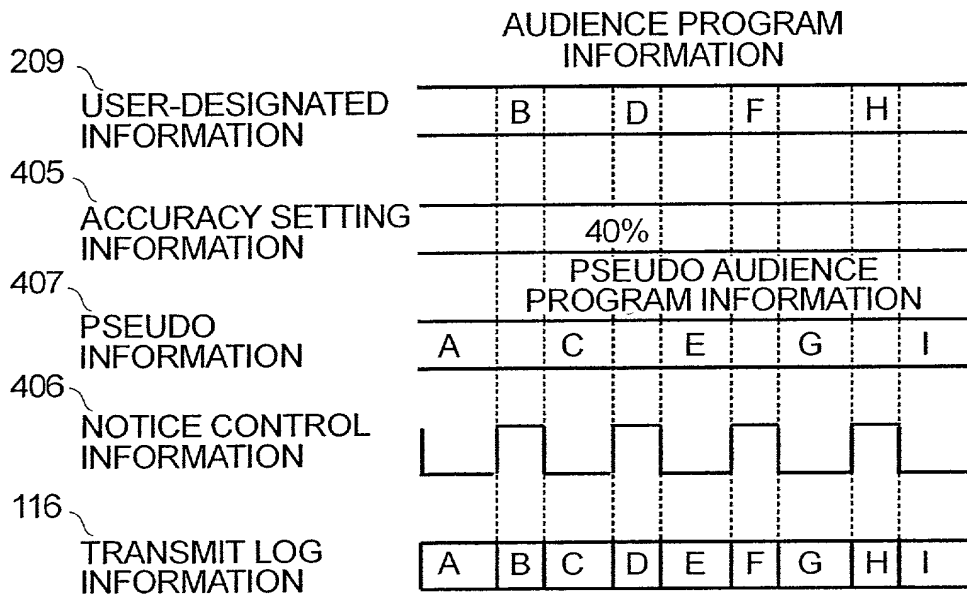 AUDIENCE PROGRAM
INFORMATION
209
USER-DESIGNATED
INFORMATION
B D F H
405
ACCURACY SETTING
INFORMATION
40%
407
PSEUDO AUDIENCE
PROGRAM INFORMATION
PSEUDO
INFORMATION
A C E G I
406
NOTICE CONTROL
INFORMATION
116
TRANSMIT LOG
INFORMATION
A B C D E F G H I